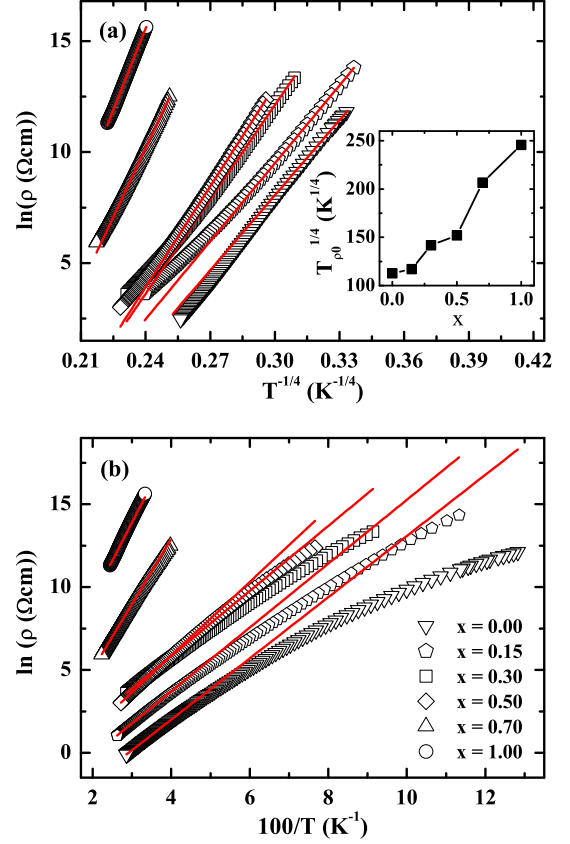 (a)
15
10
5
ln(ρ (Ωcm))
0.21 0.24 0.27 0.30 0.33 0.36 0.39 0.42
T^-1/4 (K^-1/4)
250
200
150
100
T_ρ0^1/4 (K^1/4)
0.0 0.5 1.0
x
(b)
15
10
5
0
ln (ρ (Ωcm))
x = 0.00
x = 0.15
x = 0.30
x = 0.50
x = 0.70
x = 1.00
2 4 6 8 10 12
100/T (K^-1)